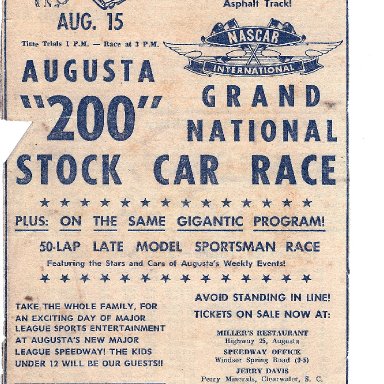 Asphalt Track!
AUG. 15
Time Trials 1 P.M. — Race at 3 P.M.
NASCAR
INTERNATIONAL
AUGUSTA
"200"
GRAND
NATIONAL
STOCK CAR RACE
PLUS: ON THE SAME GIGANTIC PROGRAM!
50-LAP LATE MODEL SPORTSMAN RACE
Featuring the Stars and Cars of Augusta's Weekly Events!
TAKE THE WHOLE FAMILY, FOR
AN EXCITING DAY OF MAJOR
LEAGUE SPORTS ENTERTAINMENT
AT AUGUSTA'S NEW MAJOR
LEAGUE SPEEDWAY! THE KIDS
UNDER 12 WILL BE OUR GUESTS!!
AVOID STANDING IN LINE!
TICKETS ON SALE NOW AT:
MILLER'S RESTAURANT
Highway 25, Augusta
SPEEDWAY OFFICE
Windsor Spring Road (9-5)
JERRY DAVIS
Perry Materials, Clearwater, S. C.